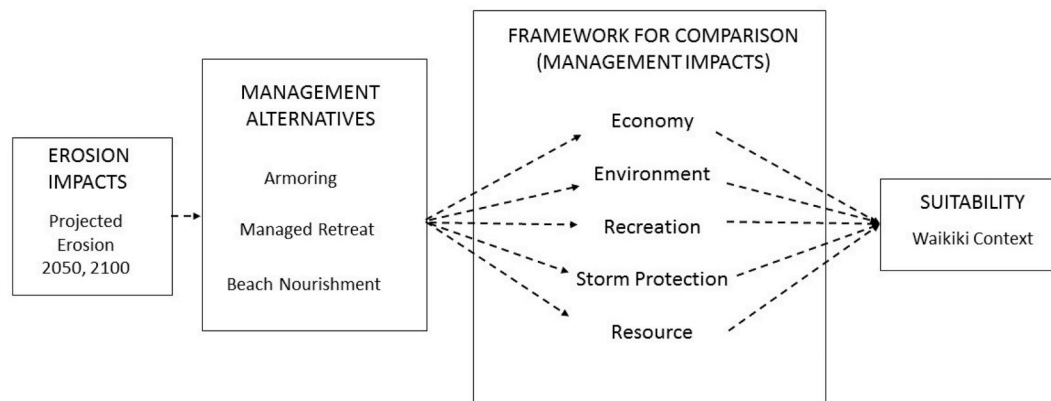 EROSION
IMPACTS
Projected
Erosion
2050, 2100
MANAGEMENT
ALTERNATIVES
Armoring
Managed Retreat
Beach Nourishment
FRAMEWORK FOR COMPARISON
(MANAGEMENT IMPACTS)
Economy
Environment
Recreation
Storm Protection
Resource
SUITABILITY
Waikiki Context